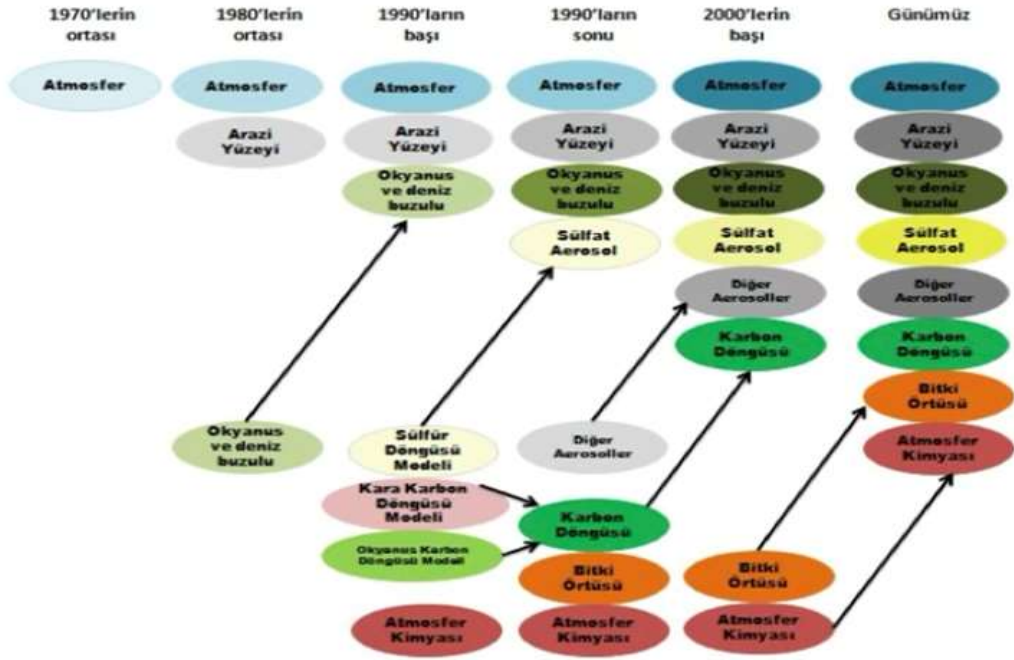 1970'lerin
ortası
1980'lerin
ortası
1990'ların
başı
1990'ların
sonu
2000'lerin
başı
Günümüz
Atmosfer
Atmosfer
Atmosfer
Atmosfer
Atmosfer
Atmosfer
Arazi
Yüzeyi
Arazi
Yüzeyi
Arazi
Yüzeyi
Arazi
Yüzeyi
Arazi
Yüzeyi
Okyanus
ve deniz
buzulu
Okyanus
ve deniz
buzulu
Okyanus
ve deniz
buzulu
Okyanus
ve deniz
buzulu
Sülfat
Aerosol
Sülfat
Aerosol
Sülfat
Aerosol
Diğer
Aerosoller
Diğer
Aerosoller
Karbon
Döngüsü
Karbon
Döngüsü
Bitki
Örtüsü
Okyanus
ve deniz
buzulu
Sülfür
Döngüsü
Modeli
Diğer
Aerosoller
Atmosfer
Kimyası
Kara Karbon
Döngüsü
Modeli
Karbon
Döngüsü
Okyanus Karbon
Döngüsü Modeli
Bitki
Örtüsü
Bitki
Örtüsü
Atmosfer
Kimyası
Atmosfer
Kimyası
Atmosfer
Kimyası